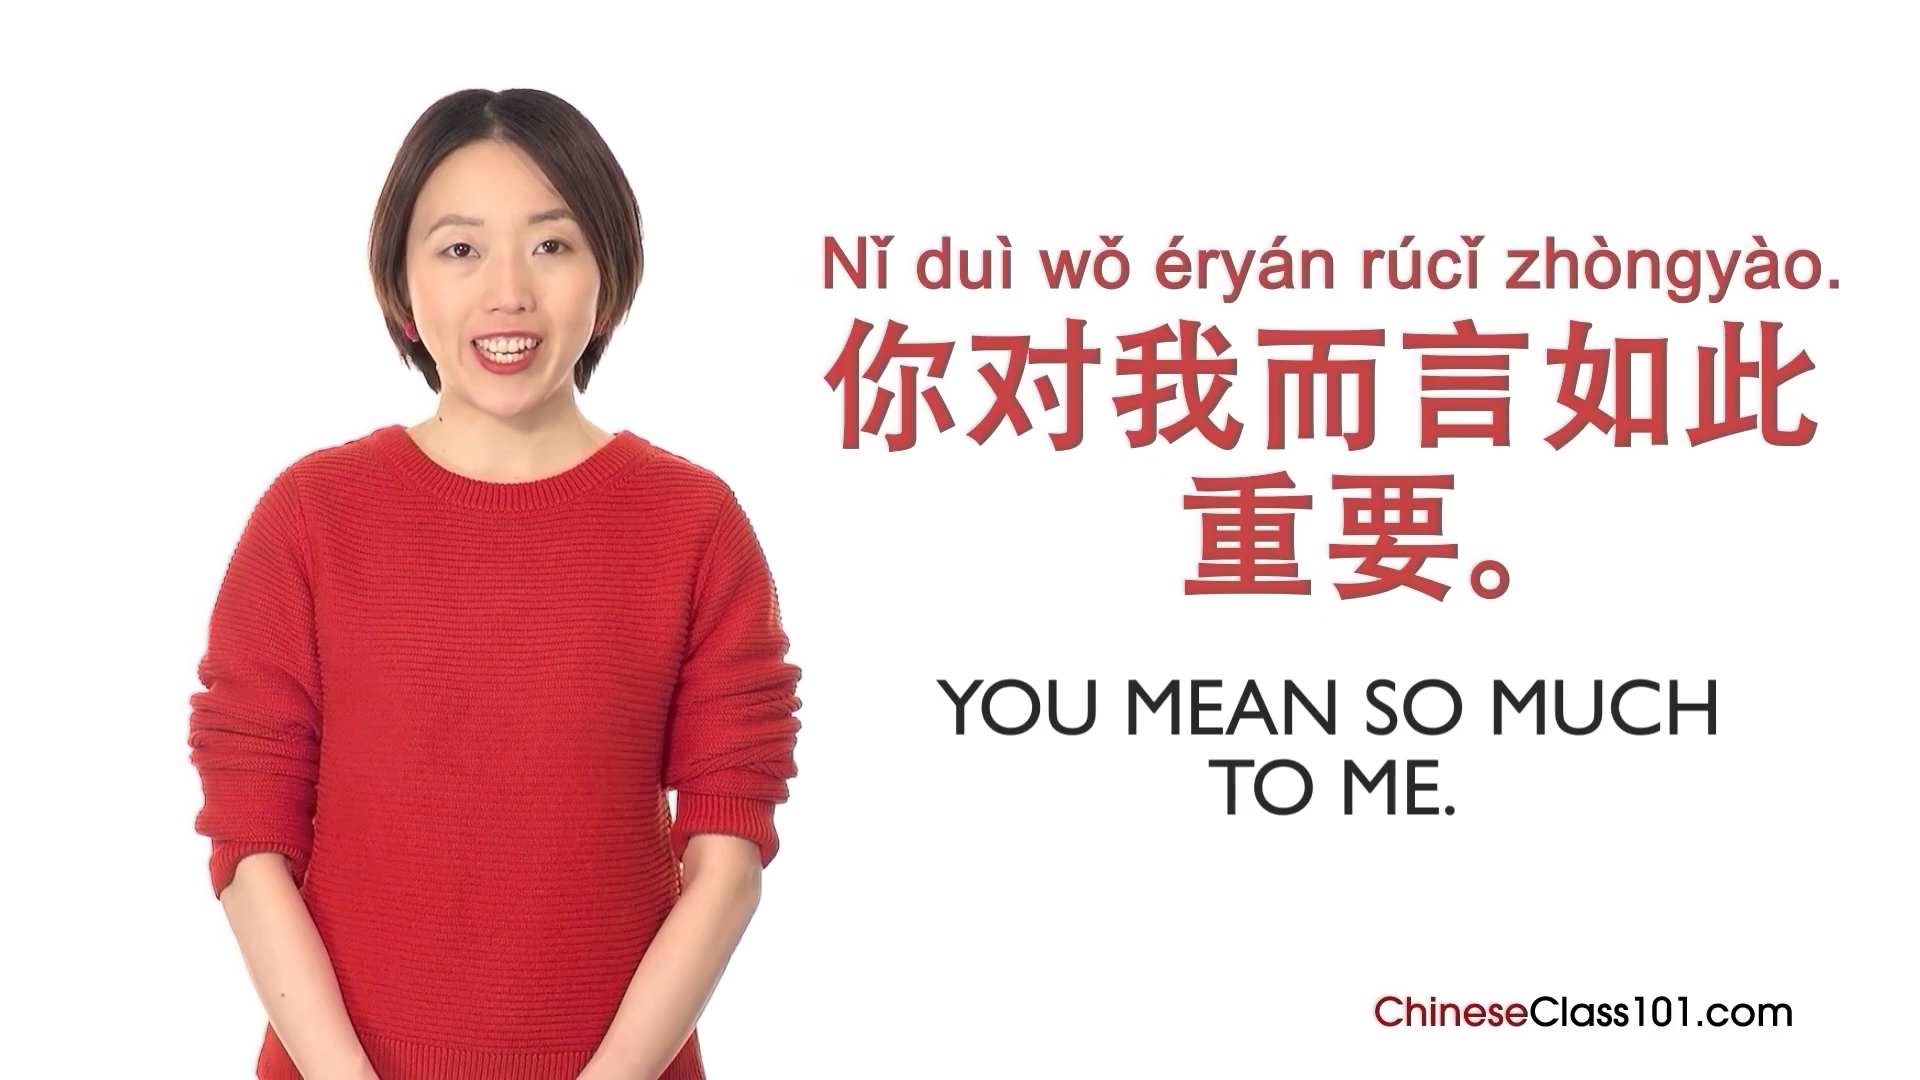 Nǐ duì wǒ éryán rúcǐ zhòngyào.
你对我而言如此
重要。
YOU MEAN SO MUCH
TO ME.
ChineseClass101.com